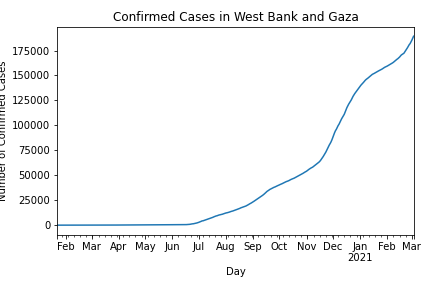 Confirmed Cases in West Bank and Gaza
Number of Confirmed Cases
175000
150000
125000
100000
75000
50000
25000
0
Feb Mar Apr May Jun Jul Aug Sep Oct Nov Dec Jan Feb Mar
2021
Day